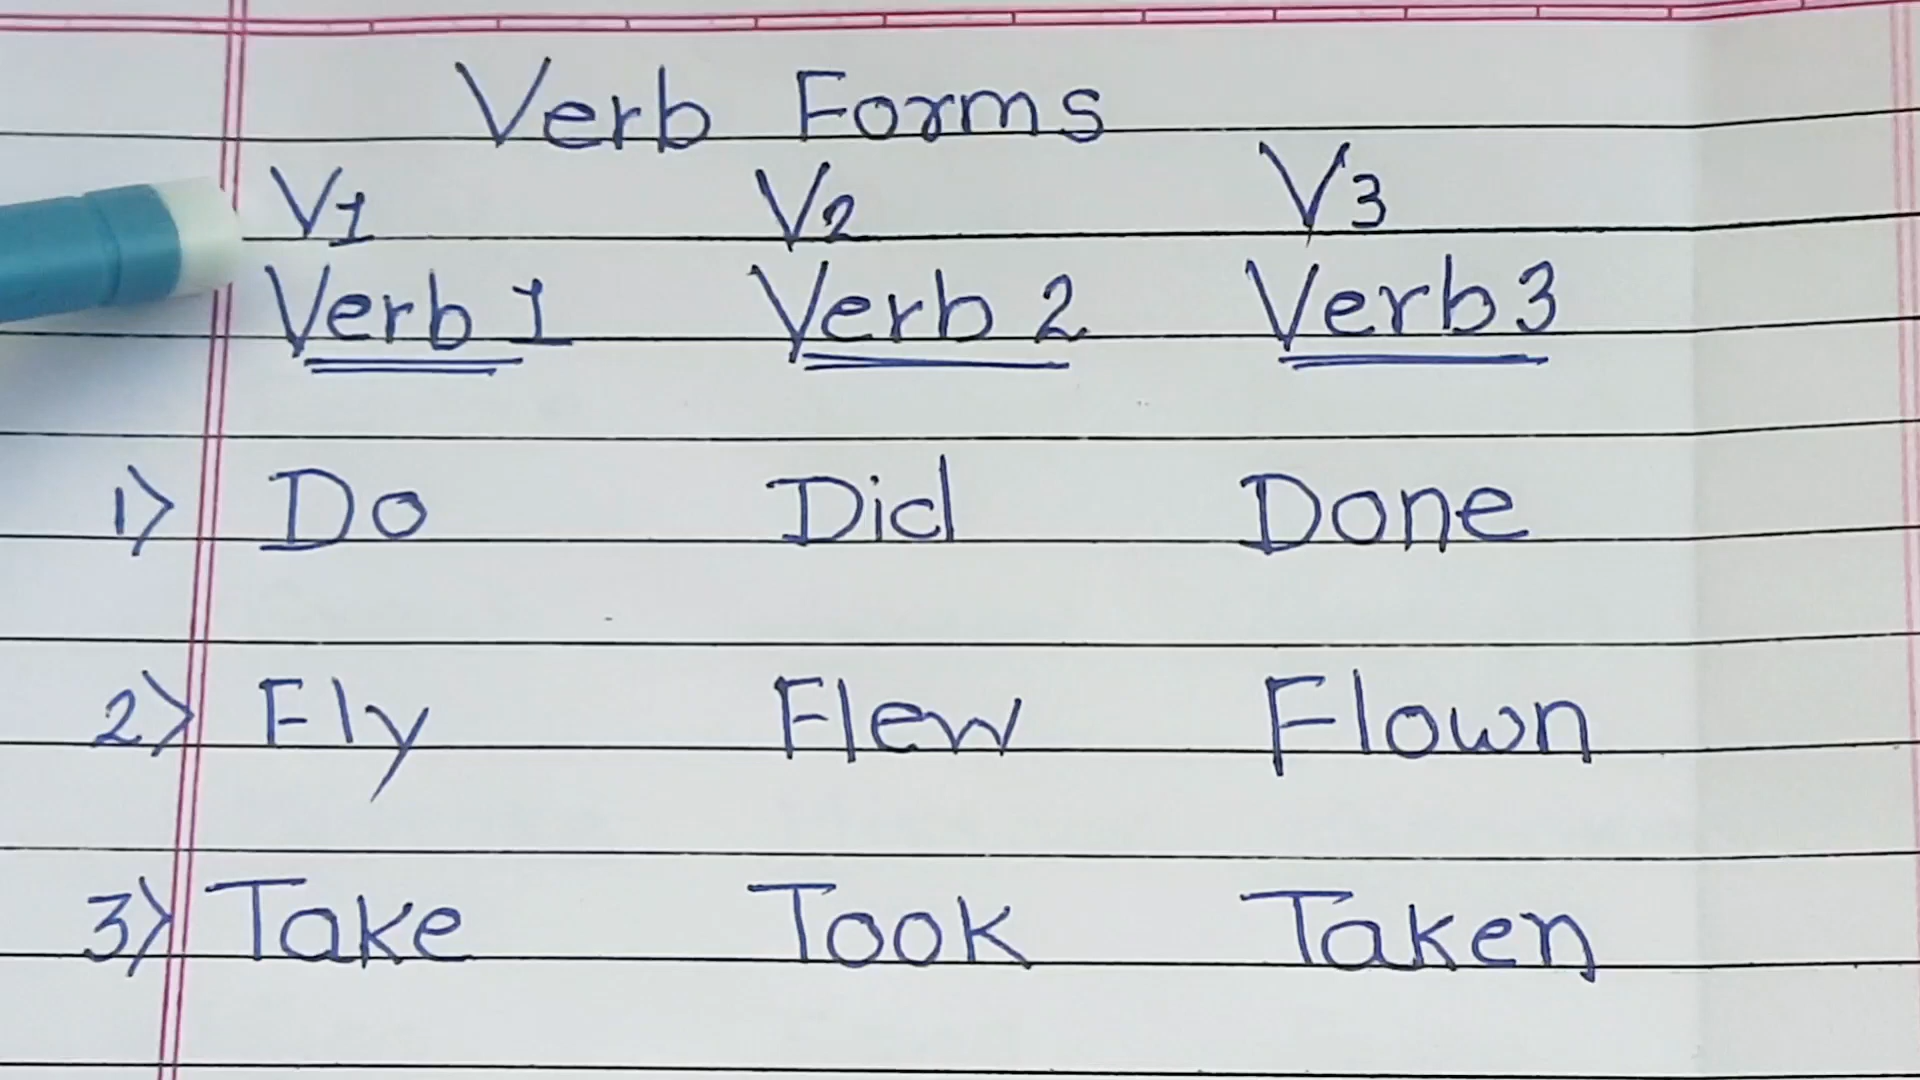 Verb Forms
V1 V2 V3
Verb 1 Verb 2 Verb 3
1) Do Did Done
2) Fly Flew Flown
3) Take Took Taken